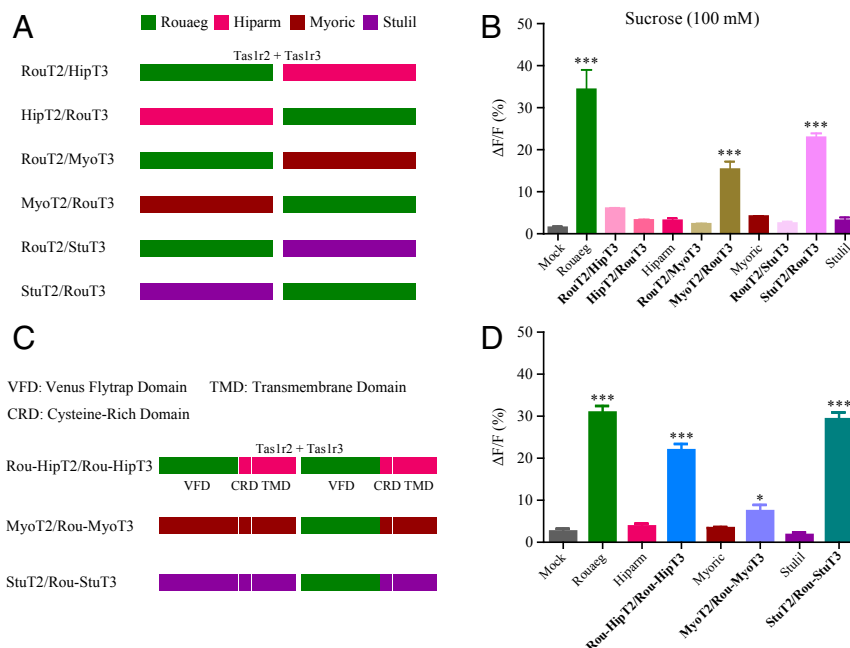 A
Rouaeg Hiparm Myoric Stulil
Tas1r2 + Tas1r3
RouT2/HipT3
HipT2/RouT3
RouT2/MyoT3
MyoT2/RouT3
RouT2/StuT3
StuT2/RouT3
B
Sucrose (100 mM)
ΔF/F (%)
50
40
30
20
10
0
***
***
***
Mock
Rouaeg
RouT2/HipT3
HipT2/RouT3
Hiparm
RouT2/MyoT3
MyoT2/RouT3
Myoric
RouT2/StuT3
StuT2/RouT3
Stulil
C
VFD: Venus Flytrap Domain TMD: Transmembrane Domain
CRD: Cysteine-Rich Domain
Tas1r2 + Tas1r3
Rou-HipT2/Rou-HipT3
VFD CRD TMD VFD CRD TMD
MyoT2/Rou-MyoT3
StuT2/Rou-StuT3
D
ΔF/F (%)
50
40
30
20
10
0
***
***
*
***
Mock
Rouaeg
Hiparm
Rou-HipT2/Rou-HipT3
Myoric
MyoT2/Rou-MyoT3
Stulil
StuT2/Rou-StuT3